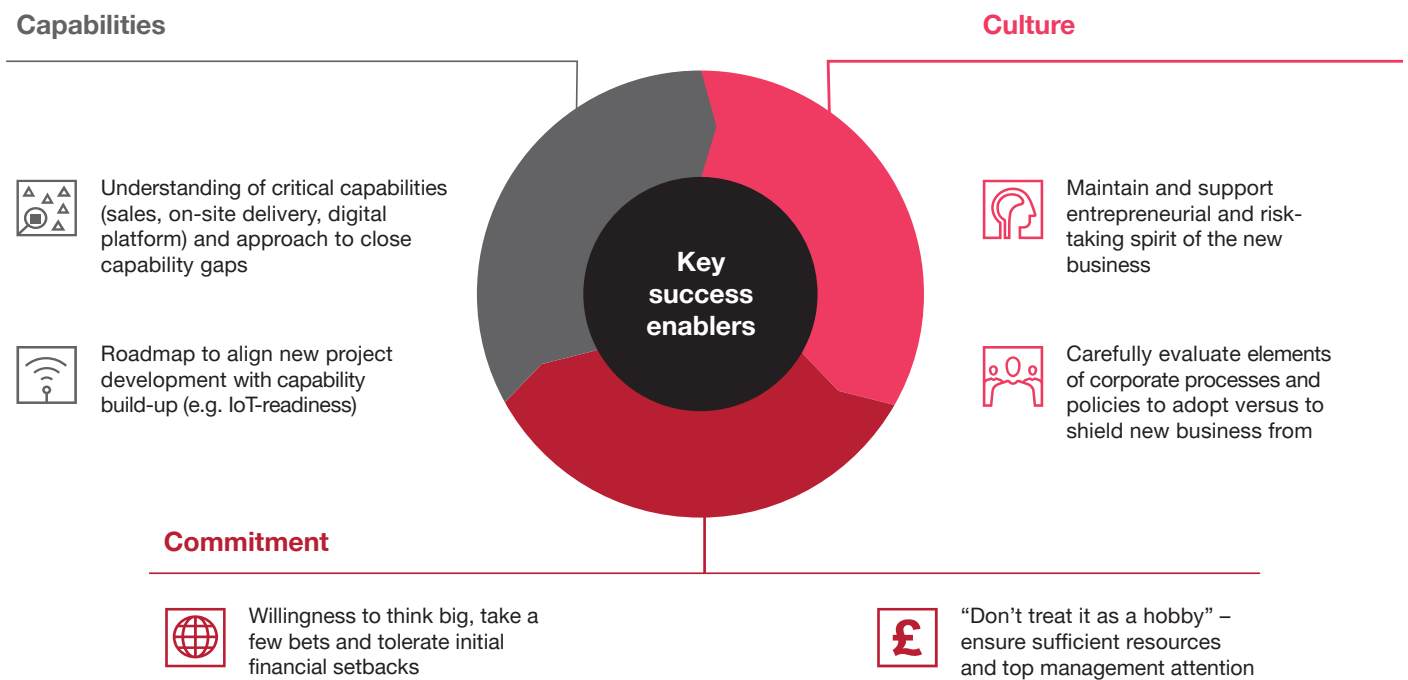 Capabilities
Culture
Understanding of critical capabilities
(sales, on-site delivery, digital
platform) and approach to close
capability gaps
Roadmap to align new project
development with capability
build-up (e.g. IoT-readiness)
Key
success
enablers
Maintain and support
entrepreneurial and risk-
taking spirit of the new
business
Carefully evaluate elements
of corporate processes and
policies to adopt versus to
shield new business from
Commitment
Willingness to think big, take a
few bets and tolerate initial
financial setbacks
£
“Don’t treat it as a hobby” –
ensure sufficient resources
and top management attention